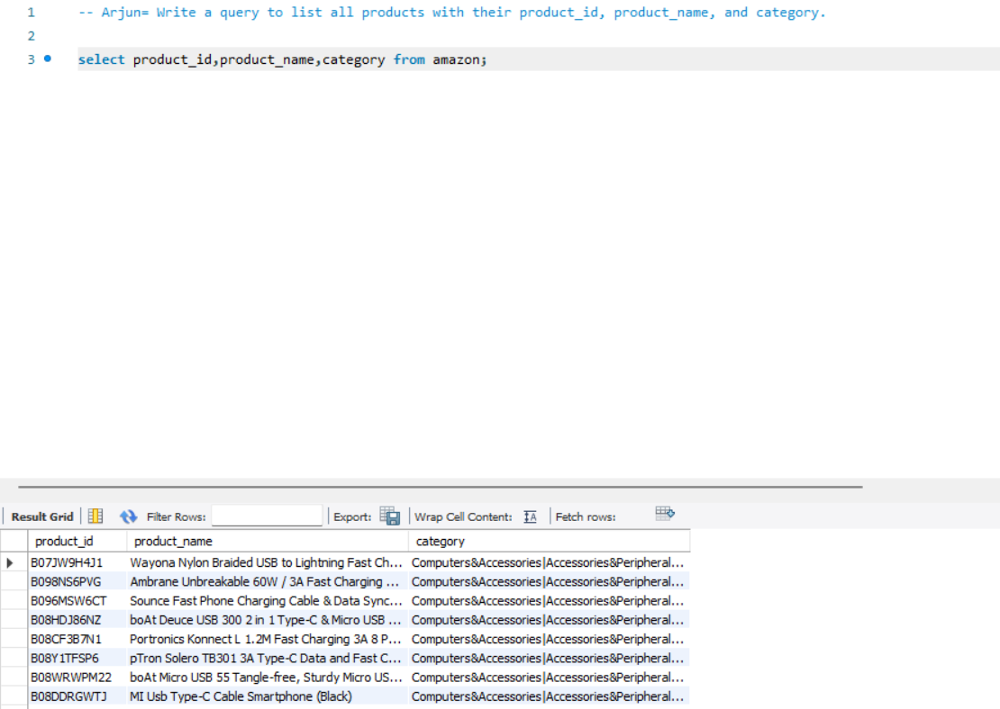 1 -- Arjun= Write a query to list all products with their product_id, product_name, and category.
2
3 select product_id,product_name,category from amazon;
Result Grid Filter Rows: Export: Wrap Cell Content: IA Fetch rows:
product_id product_name category
B07JW9H4J1 Wayona Nylon Braided USB to Lightning Fast Ch... Computers&Accessories|Accessories&Peripheral...
B098NS6PVG Ambrane Unbreakable 60W / 3A Fast Charging ... Computers&Accessories|Accessories&Peripheral...
B096MSW6CT Sounce Fast Phone Charging Cable & Data Sync... Computers&Accessories|Accessories&Peripheral...
B08HDJ86NZ boAt Deuce USB 300 2 in 1 Type-C & Micro USB ... Computers&Accessories|Accessories&Peripheral...
B08CF3B7N1 Portronics Konnect L 1.2M Fast Charging 3A 8 P... Computers&Accessories|Accessories&Peripheral...
B08Y1TFSP6 pTron Solero TB301 3A Type-C Data and Fast C... Computers&Accessories|Accessories&Peripheral...
B08WRWPM22 boAt Micro USB 55 Tangle-free, Sturdy Micro US... Computers&Accessories|Accessories&Peripheral...
B08DDRGWTJ MI Usb Type-C Cable Smartphone (Black) Computers&Accessories|Accessories&Peripheral...